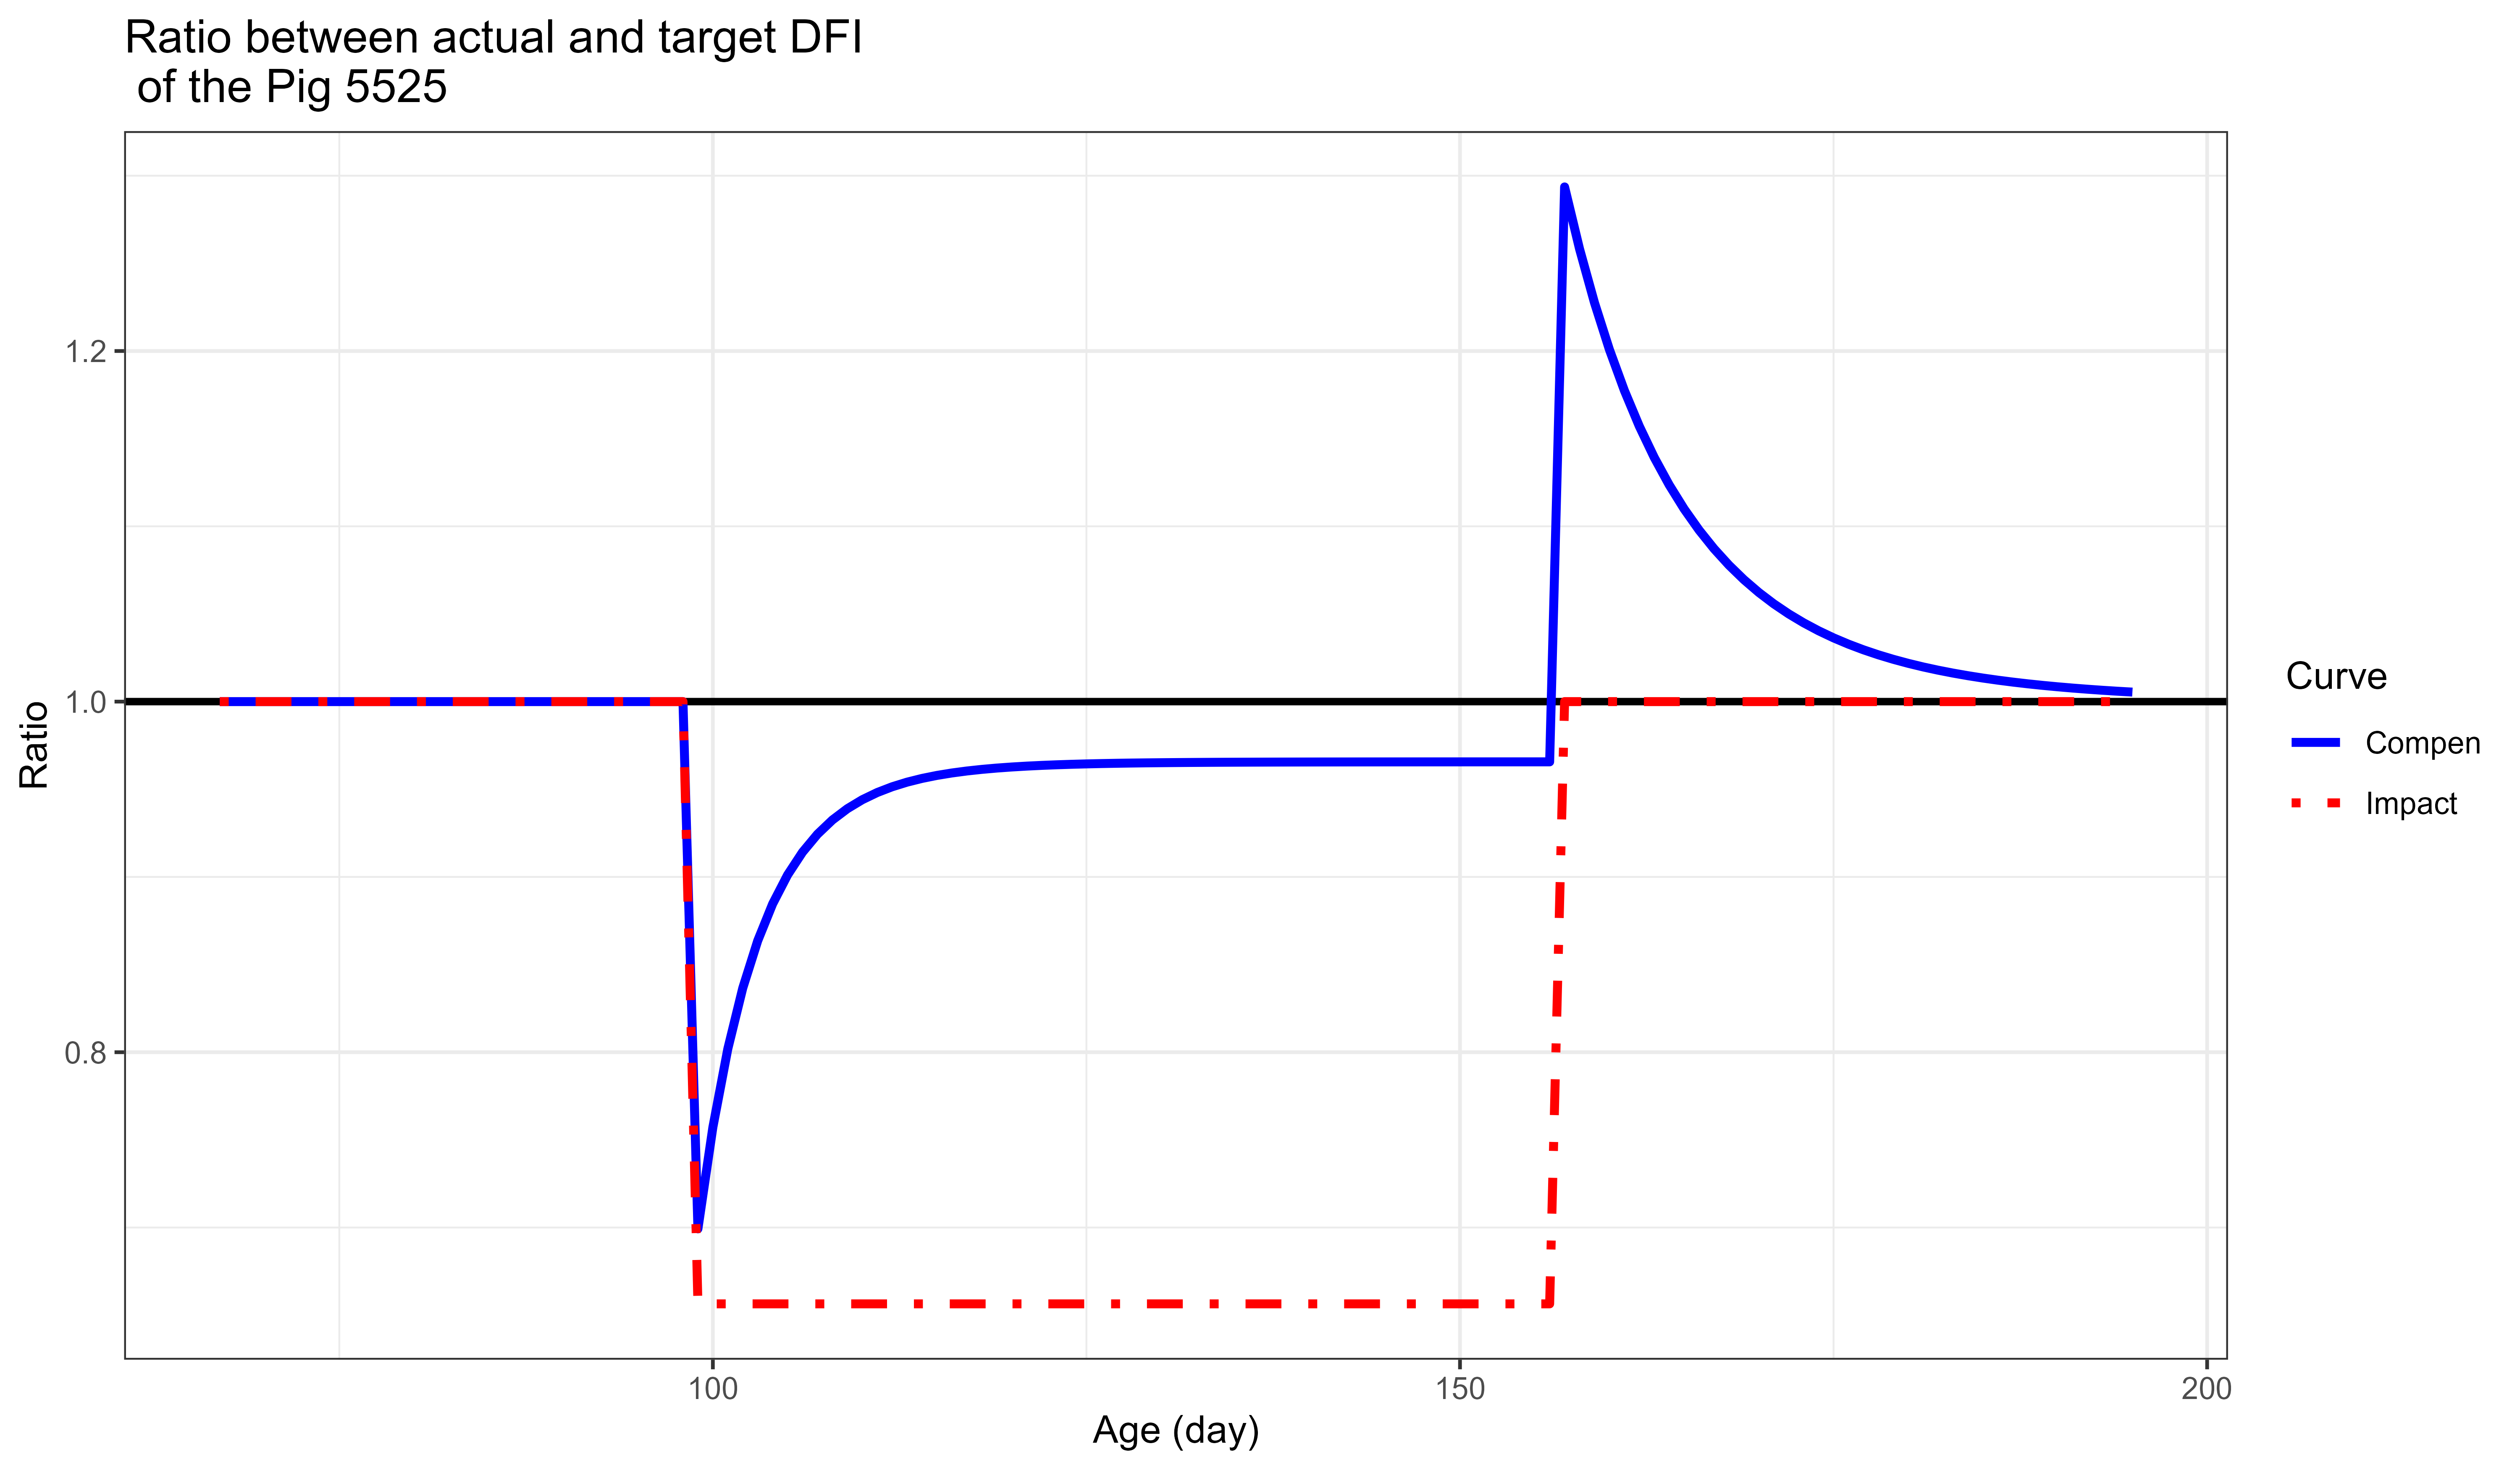 Ratio between actual and target DFI
of the Pig 5525
1.2
1.0
0.8
Ratio
100
150
200
Age (day)
Curve
Compen
Impact